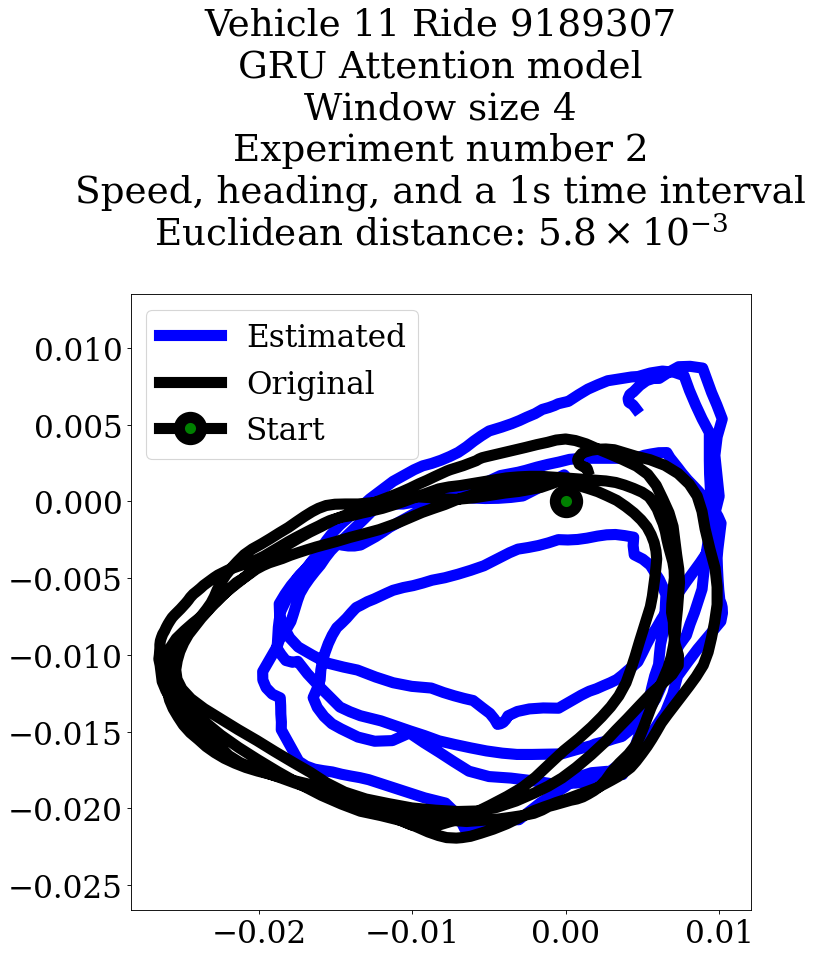 Vehicle 11 Ride 9189307
GRU Attention model
Window size 4
Experiment number 2
Speed, heading, and a 1s time interval
Euclidean distance: 5.8 × 10⁻³
Estimated
Original
Start
0.010
0.005
0.000
−0.005
−0.010
−0.015
−0.020
−0.025
−0.02
−0.01
0.00
0.01